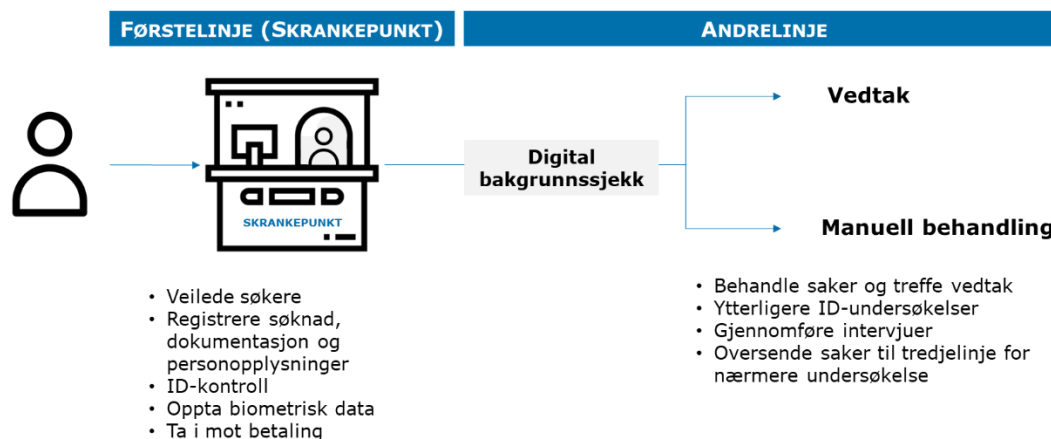 FØRSTELINJE (SKRANKEPUNKT)
ANDRELINJE
SKRANKEPUNKT
Digital
bakgrunnssjekk
Vedtak
Manuell behandling
• Veilede søkere
• Registrere søknad,
dokumentasjon og
personopplysninger
• ID-kontroll
• Oppta biometrisk data
• Ta i mot betaling
• Behandle saker og treffe vedtak
• Ytterligere ID-undersøkelser
• Gjennomføre intervjuer
• Oversende saker til tredjelinje for
nærmere undersøkelse